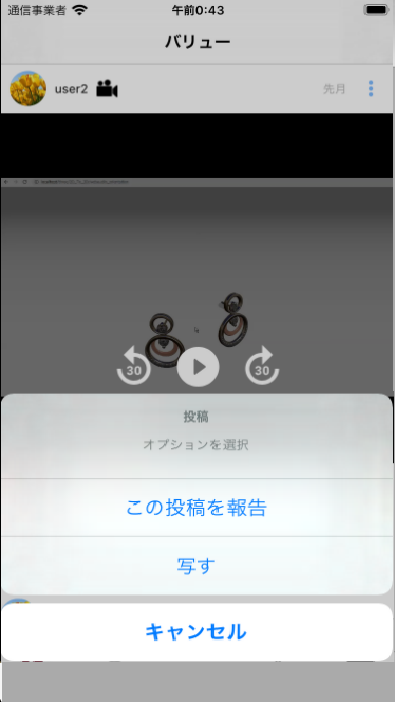 通信事業者 午前0:43
バリュー
user2 先月
30 30
投稿
オプションを選択
この投稿を報告
写す
キャンセル